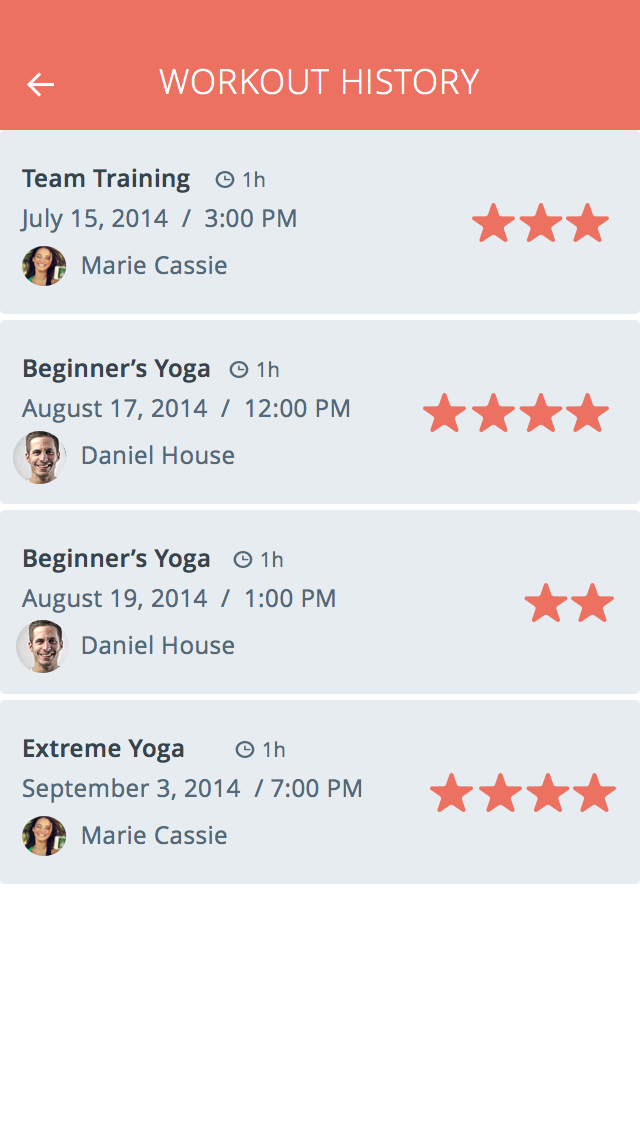 WORKOUT HISTORY
Team Training 1h
July 15, 2014 / 3:00 PM
Marie Cassie
Beginner’s Yoga 1h
August 17, 2014 / 12:00 PM
Daniel House
Beginner’s Yoga 1h
August 19, 2014 / 1:00 PM
Daniel House
Extreme Yoga 1h
September 3, 2014 / 7:00 PM
Marie Cassie